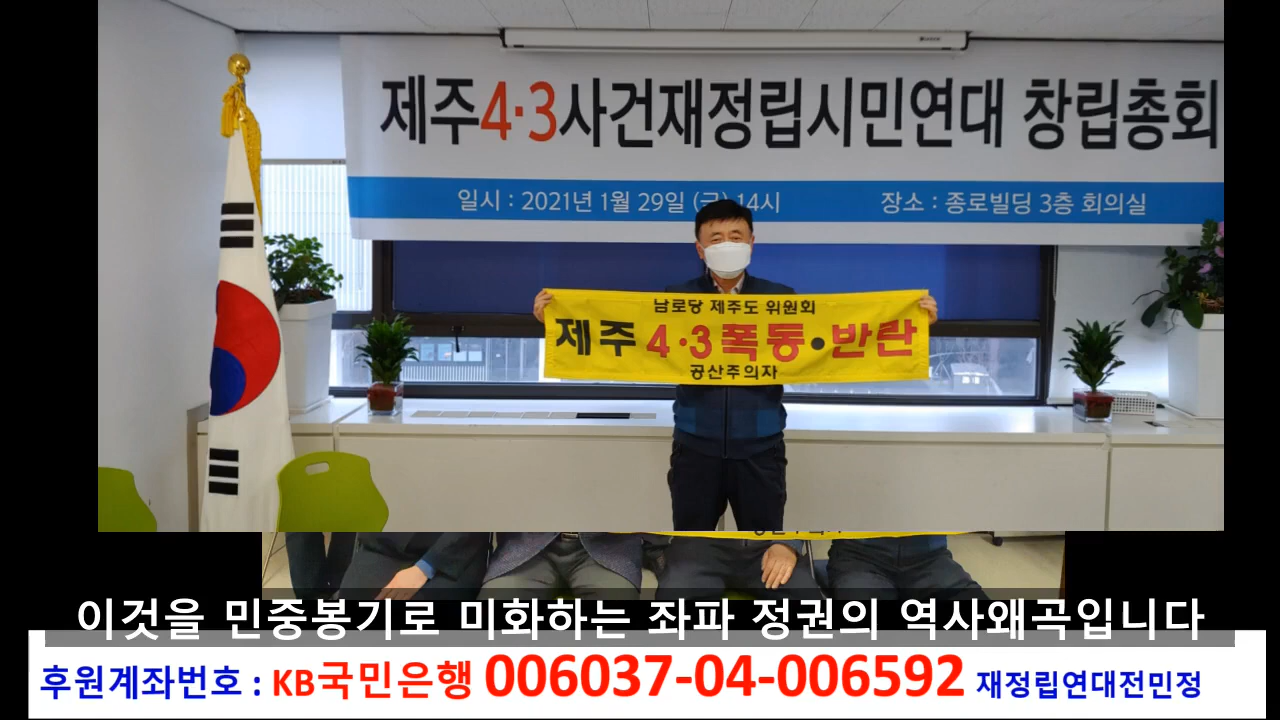 제주4·3사건재정립시민연대 창립총회
일시 : 2021년 1월 29일 (금) 14시 장소 : 종로빌딩 3층 회의실
남로당 제주도 위원회
제주 4·3폭동·반란
공산주의자
이것을 민중봉기로 미화하는 좌파 정권의 역사왜곡입니다
후원계좌번호 : KB국민은행 006037-04-006592 재정립연대전민정